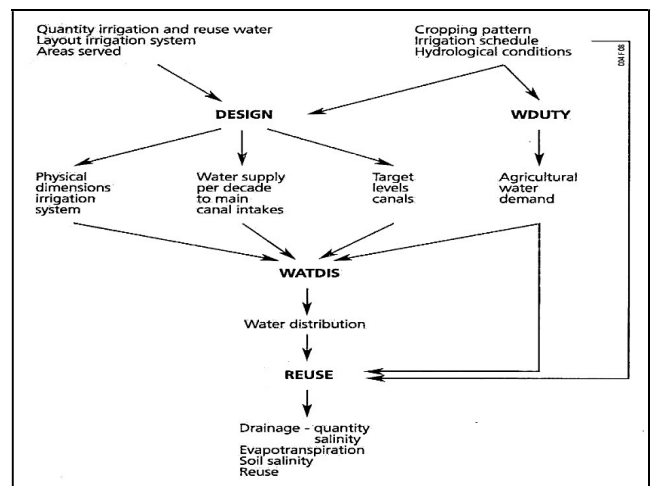 Quantity irrigation and reuse water
Layout irrigation system
Areas served
Cropping pattern
Irrigation schedule
Hydrological conditions
C04 F 08
DESIGN
WDUTY
Physical
dimensions
irrigation
system
Water supply
per decade
to main
canal intakes
Target
levels
canals
Agricultural
water
demand
WATDIS
Water distribution
REUSE
Drainage - quantity
salinity
Evapotranspiration
Soil salinity
Reuse